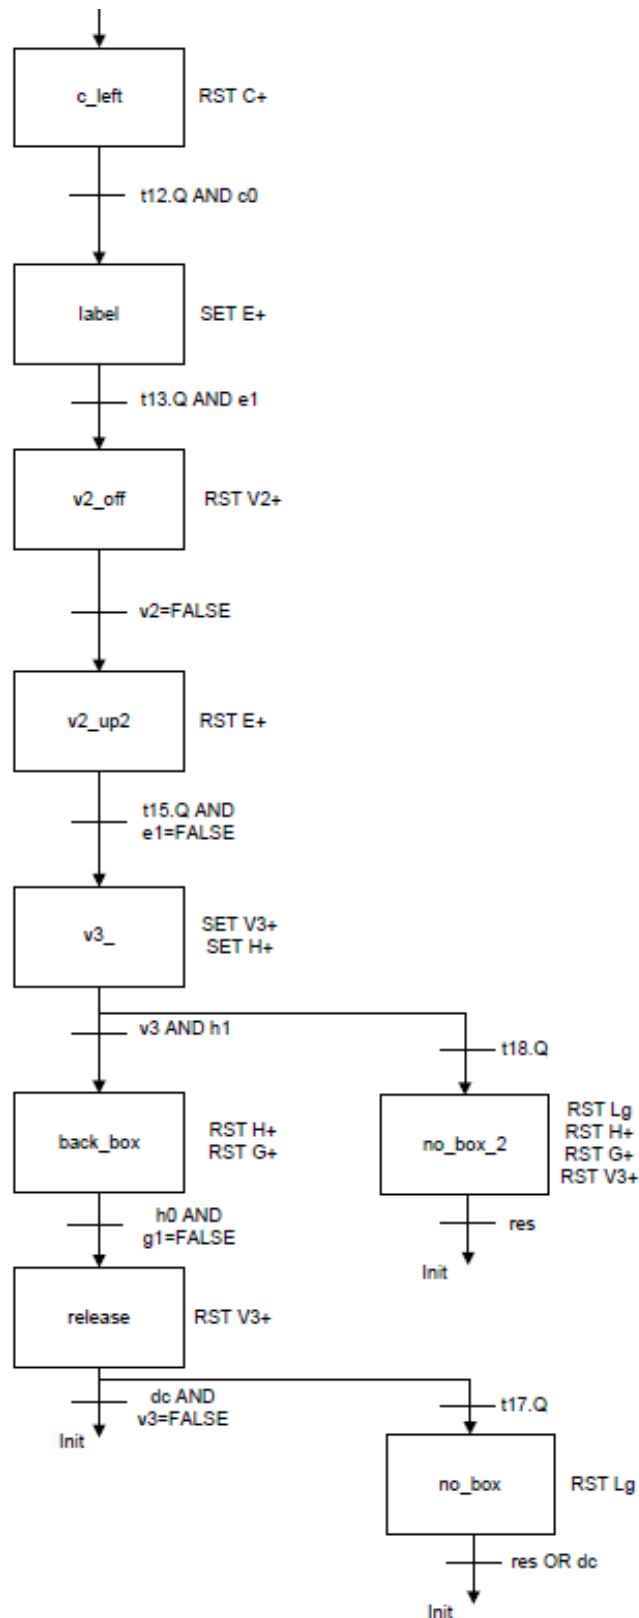 c_left
RST C+
t12.Q AND c0
label
SET E+
t13.Q AND e1
v2_off
RST V2+
v2=FALSE
v2_up2
RST E+
t15.Q AND
e1=FALSE
v3_
SET V3+
SET H+
v3 AND h1
t18.Q
back_box
RST H+
RST G+
no_box_2
RST Lg
RST H+
RST G+
RST V3+
h0 AND
g1=FALSE
res
Init
release
RST V3+
dc AND
v3=FALSE
Init
t17.Q
no_box
RST Lg
res OR dc
Init